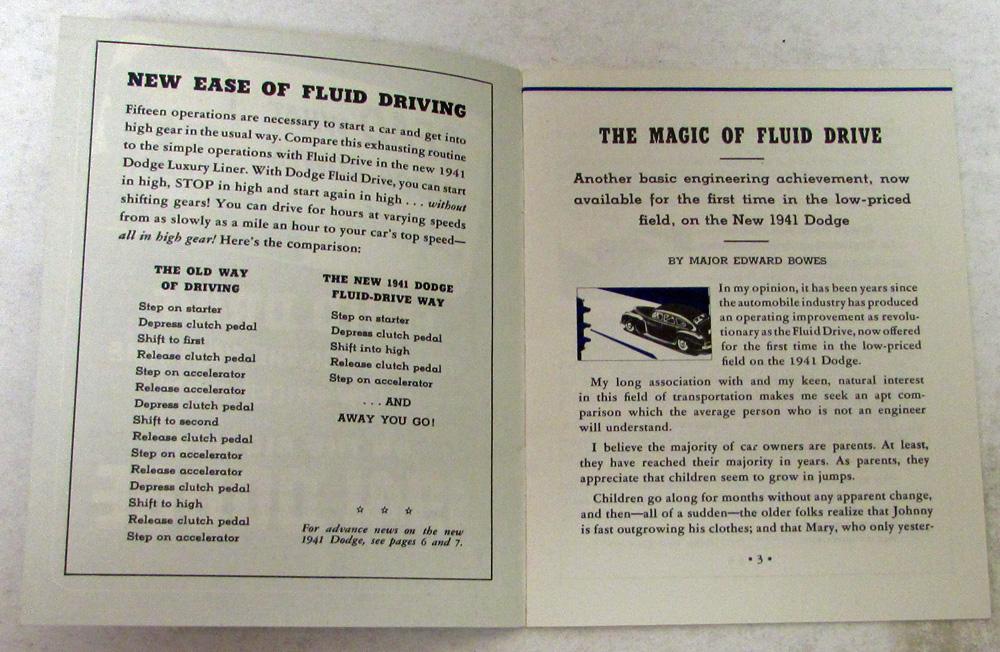 NEW EASE OF FLUID DRIVING
Fifteen operations are necessary to start a car and get into
high gear in the usual way. Compare this exhausting routine
to the simple operations with Fluid Drive in the new 1941
Dodge Luxury Liner. With Dodge Fluid Drive, you can start
in high, STOP in high and start again in high . . . without
shifting gears! You can drive for hours at varying speeds
from as slowly as a mile an hour to your car's top speed—
all in high gear! Here's the comparison:
THE OLD WAY
OF DRIVING
Step on starter
Depress clutch pedal
Shift to first
Release clutch pedal
Step on accelerator
Release accelerator
Depress clutch pedal
Shift to second
Release clutch pedal
Step on accelerator
Release accelerator
Depress clutch pedal
Shift to high
Release clutch pedal
Step on accelerator
THE NEW 1941 DODGE
FLUID-DRIVE WAY
Step on starter
Depress clutch pedal
Shift into high
Release clutch pedal
Step on accelerator
. . . AND
AWAY YOU GO!
☆ ☆ ☆
For advance news on the new
1941 Dodge, see pages 6 and 7.
THE MAGIC OF FLUID DRIVE
Another basic engineering achievement, now
available for the first time in the low-priced
field, on the New 1941 Dodge
BY MAJOR EDWARD BOWES
In my opinion, it has been years since
the automobile industry has produced
an operating improvement as revolu-
tionary as the Fluid Drive, now offered
for the first time in the low-priced
field on the 1941 Dodge.
My long association with and my keen, natural interest
in this field of transportation makes me seek an apt com-
parison which the average person who is not an engineer
will understand.
I believe the majority of car owners are parents. At least,
they have reached their majority in years. As parents, they
appreciate that children seem to grow in jumps.
Children go along for months without any apparent change,
and then—all of a sudden—the older folks realize that Johnny
is fast outgrowing his clothes; and that Mary, who only yester-
• 3 •